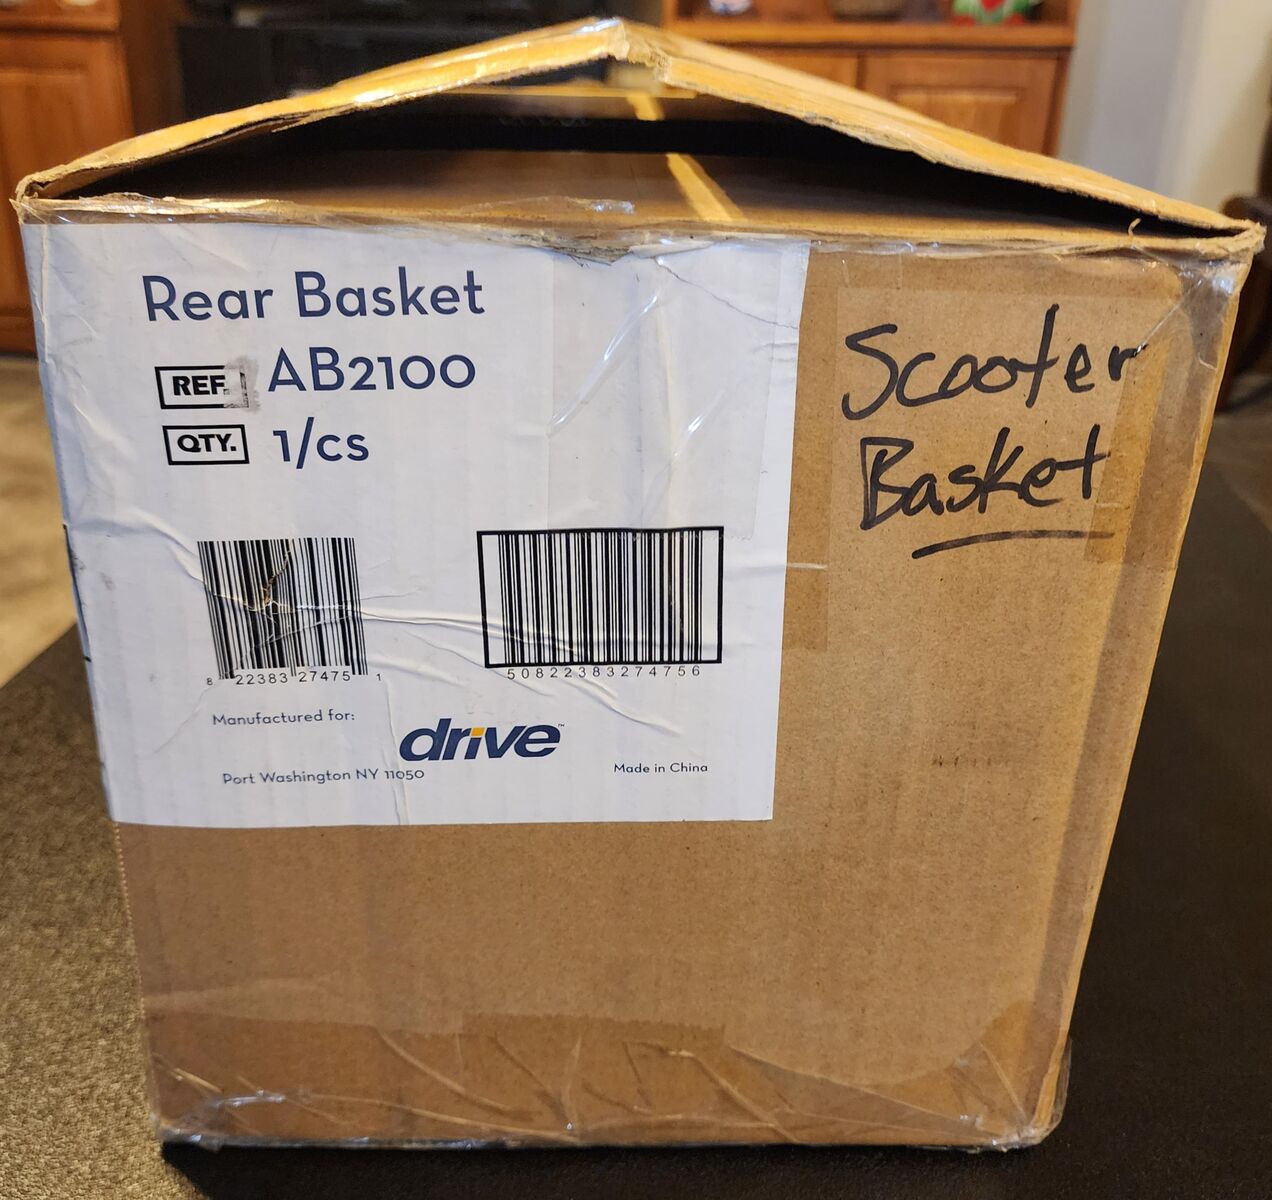 Rear Basket
REF. AB2100
QTY. 1/cs
Scooter
Basket
8 22383 27475 1
50822383274756
Manufactured for:
drive™
Port Washington NY 11050
Made in China